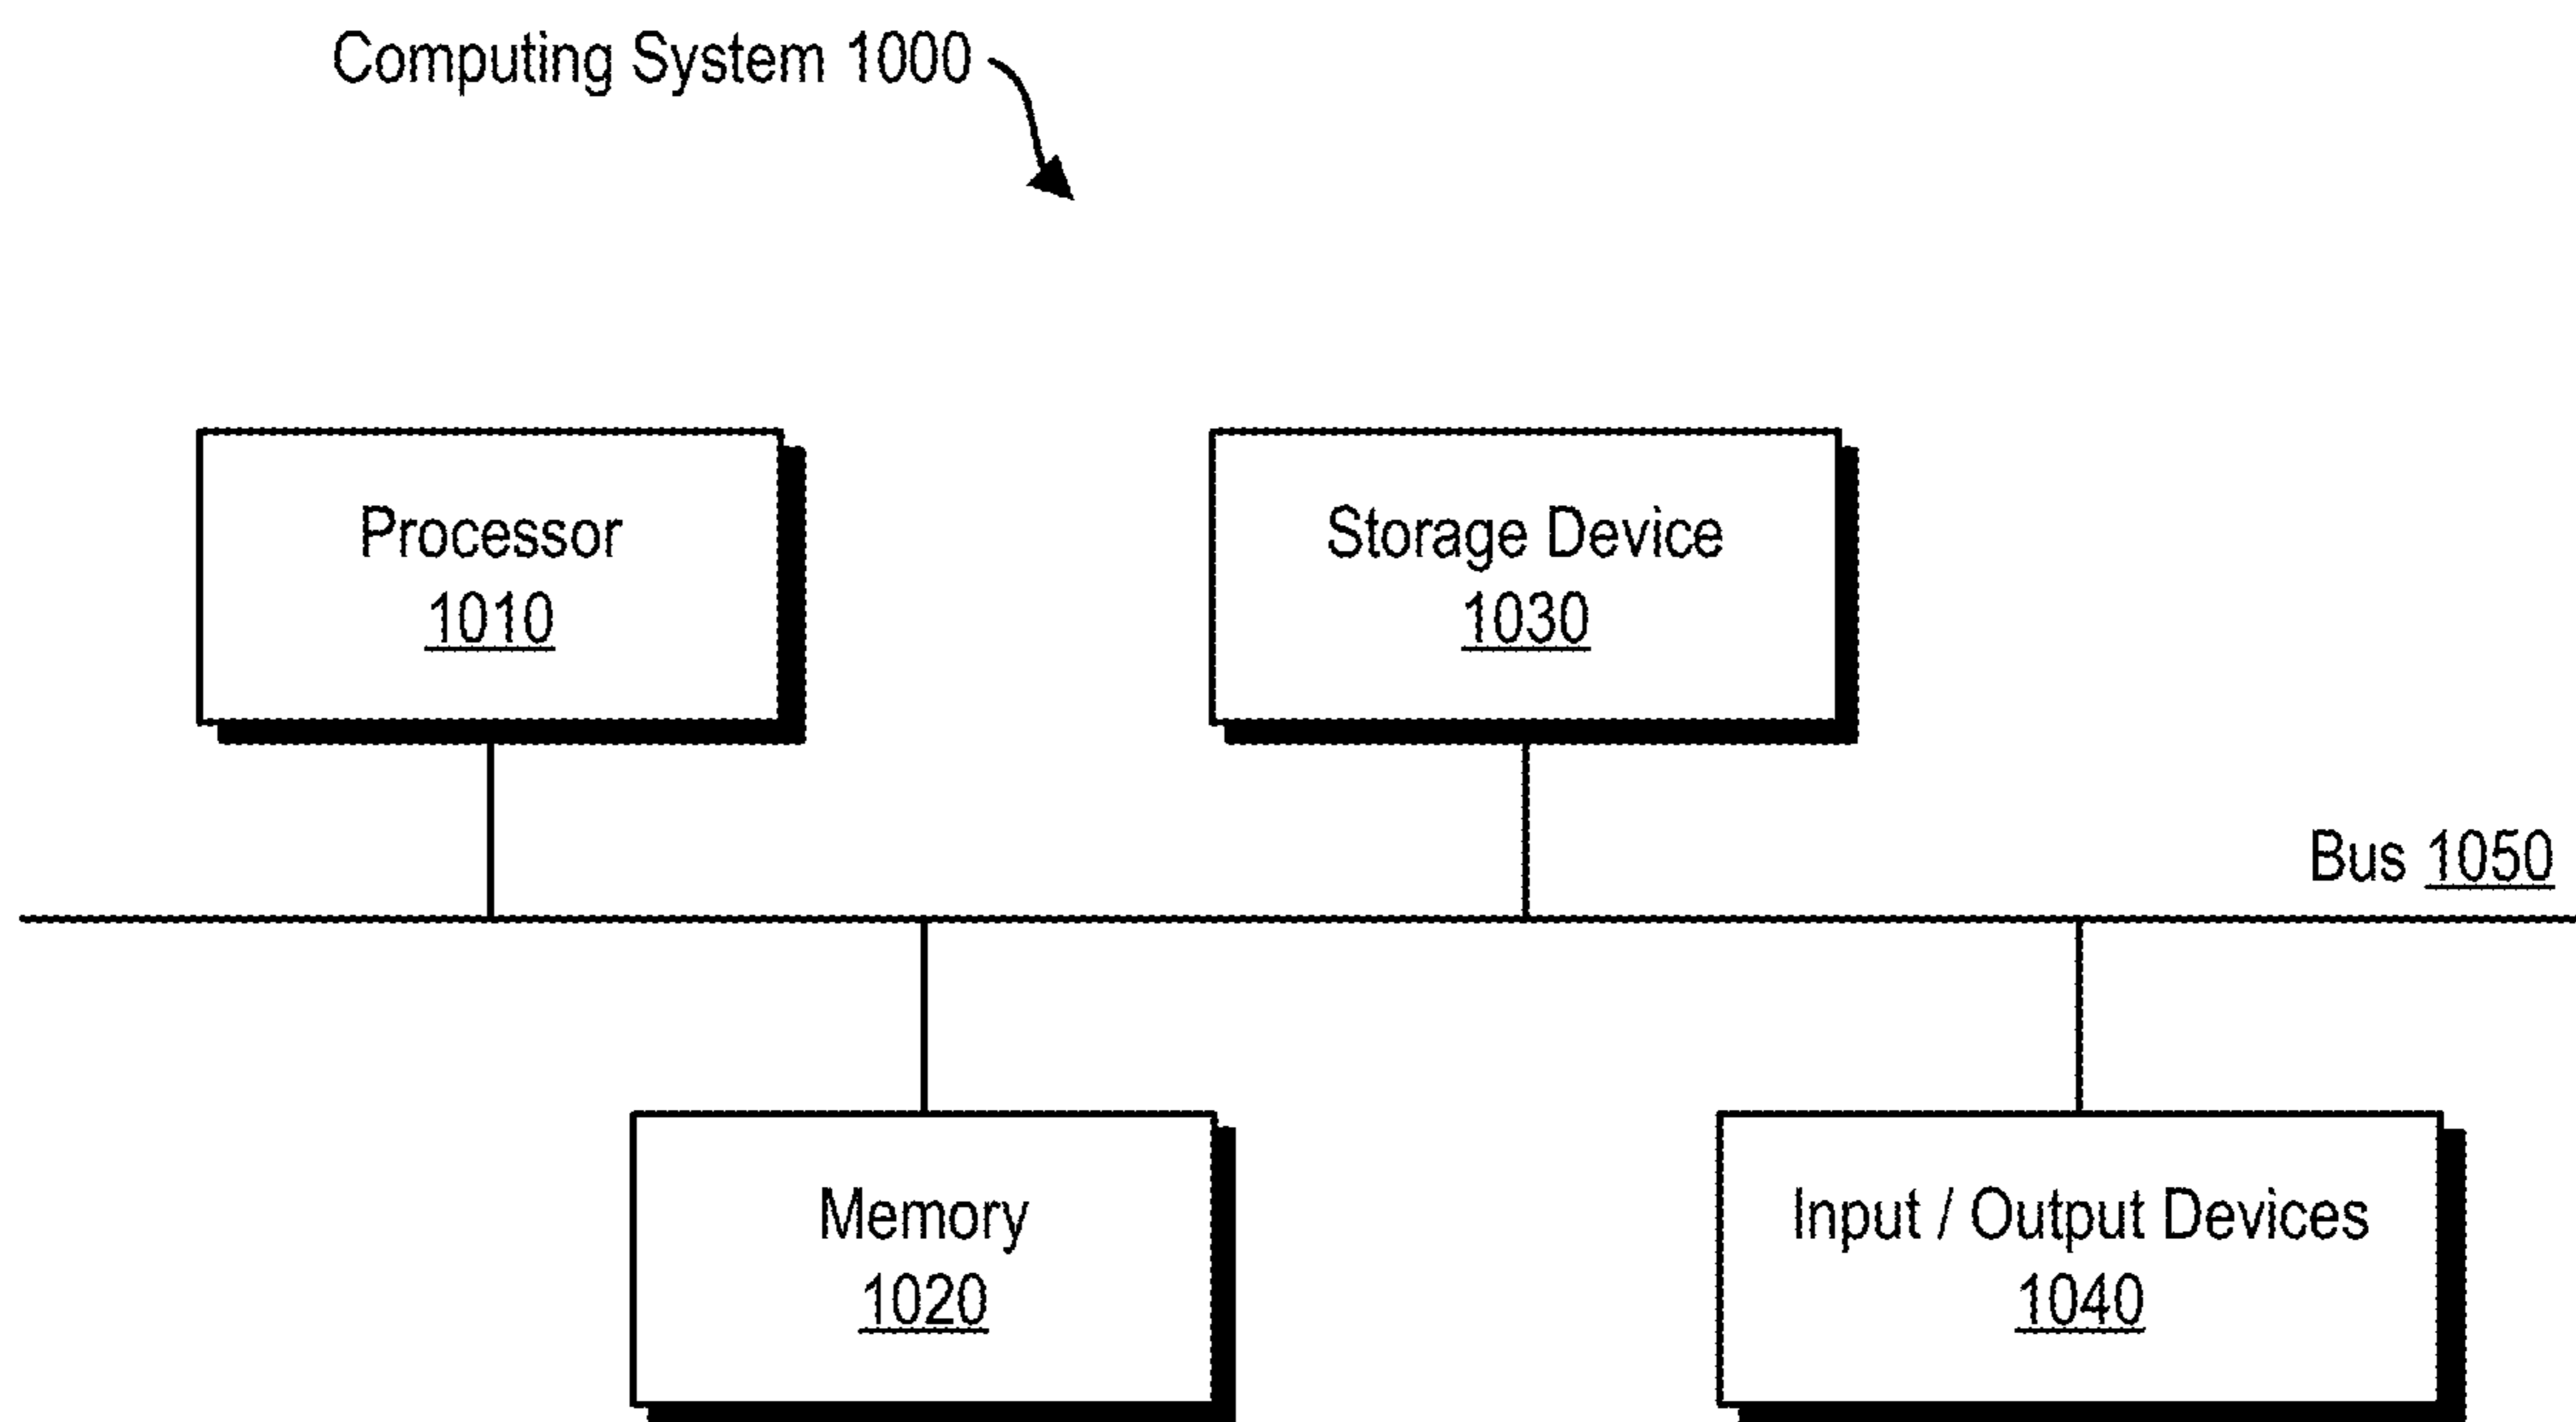 Computing System 1000
Processor
1010
Storage Device
1030
Bus 1050
Memory
1020
Input / Output Devices
1040